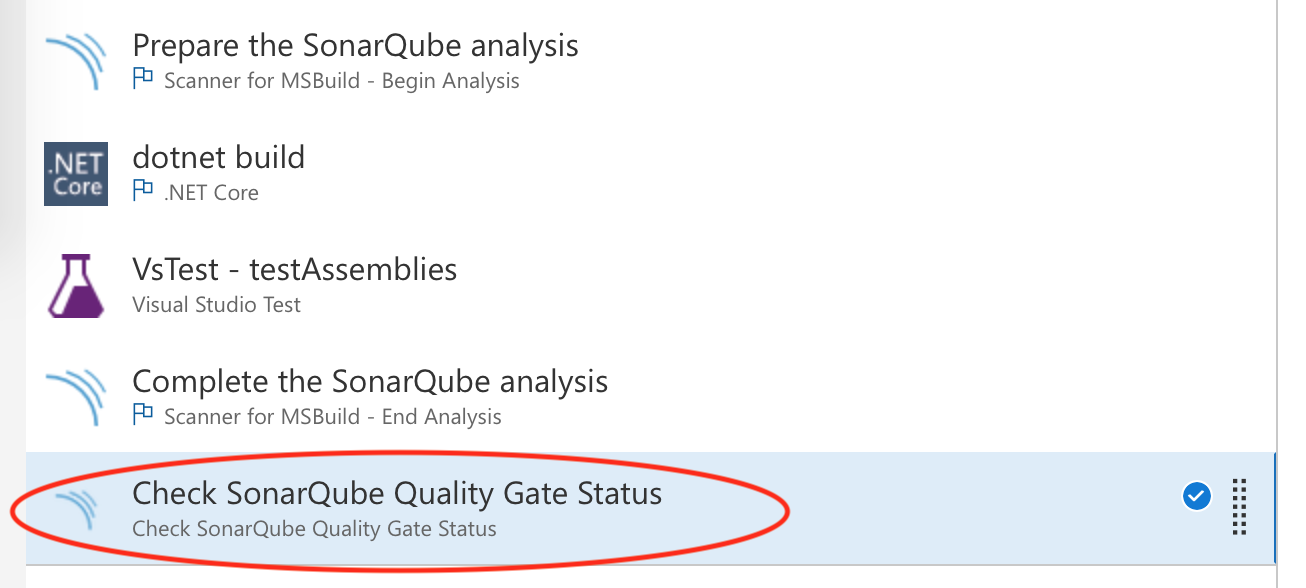 Prepare the SonarQube analysis
Scanner for MSBuild - Begin Analysis
.NET
Core
dotnet build
.NET Core
VsTest - testAssemblies
Visual Studio Test
Complete the SonarQube analysis
Scanner for MSBuild - End Analysis
Check SonarQube Quality Gate Status
Check SonarQube Quality Gate Status